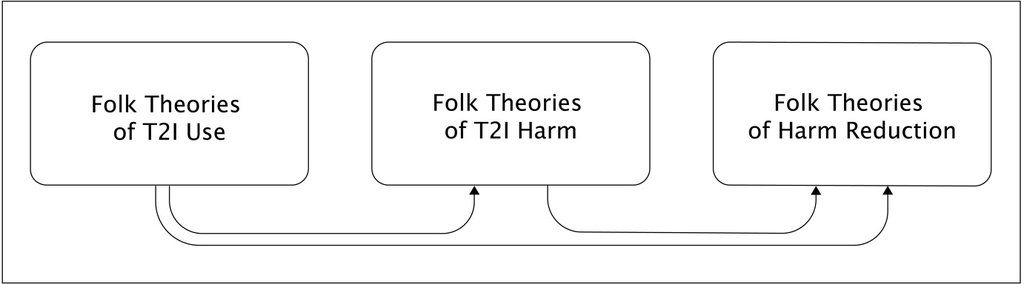 Folk Theories
of T2I Use
Folk Theories
of T2I Harm
Folk Theories
of Harm Reduction